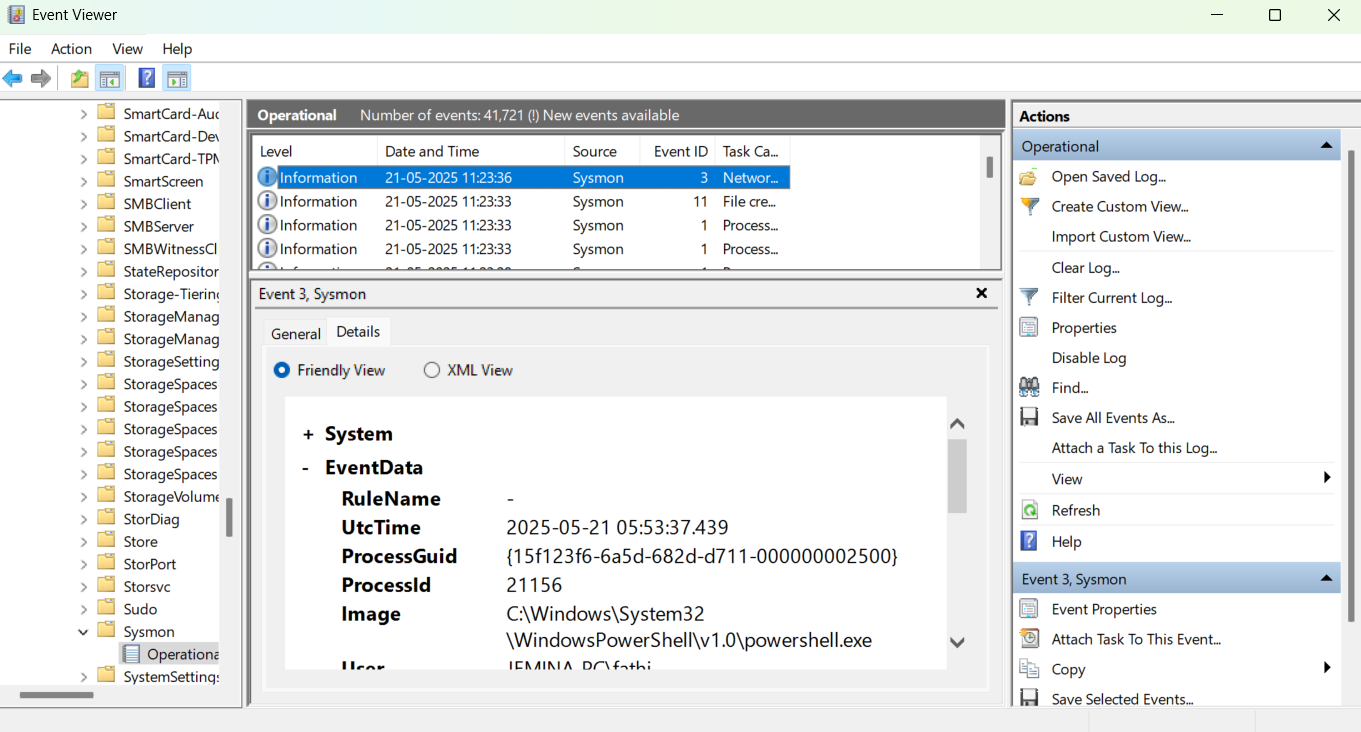 Event Viewer
File Action View Help
SmartCard-Auc
SmartCard-Dev
SmartCard-TPM
SmartScreen
SMBClient
SMBServer
SMBWitnessCl
StateRepositor
Storage-Tiering
StorageManag
StorageManag
StorageSetting
StorageSpaces
StorageSpaces
StorageSpaces
StorageSpaces
StorageSpaces
StorageVolume
StorDiag
Store
StorPort
Storsvc
Sudo
Sysmon
Operationa
SystemSettings
Operational Number of events: 41,721 (!) New events available
Level Date and Time Source Event ID Task Ca...
Information 21-05-2025 11:23:36 Sysmon 3 Networ...
Information 21-05-2025 11:23:33 Sysmon 11 File cre...
Information 21-05-2025 11:23:33 Sysmon 1 Process...
Information 21-05-2025 11:23:33 Sysmon 1 Process...
Event 3, Sysmon
General Details
Friendly View XML View
+ System
- EventData
RuleName -
UtcTime 2025-05-21 05:53:37.439
ProcessGuid {15f123f6-6a5d-682d-d711-000000002500}
ProcessId 21156
Image C:\Windows\System32
\WindowsPowerShell\v1.0\powershell.exe
User JEMINA-PC\fathi
Actions
Operational
Open Saved Log...
Create Custom View...
Import Custom View...
Clear Log...
Filter Current Log...
Properties
Disable Log
Find...
Save All Events As...
Attach a Task To this Log...
View
Refresh
Help
Event 3, Sysmon
Event Properties
Attach Task To This Event...
Copy
Save Selected Events...